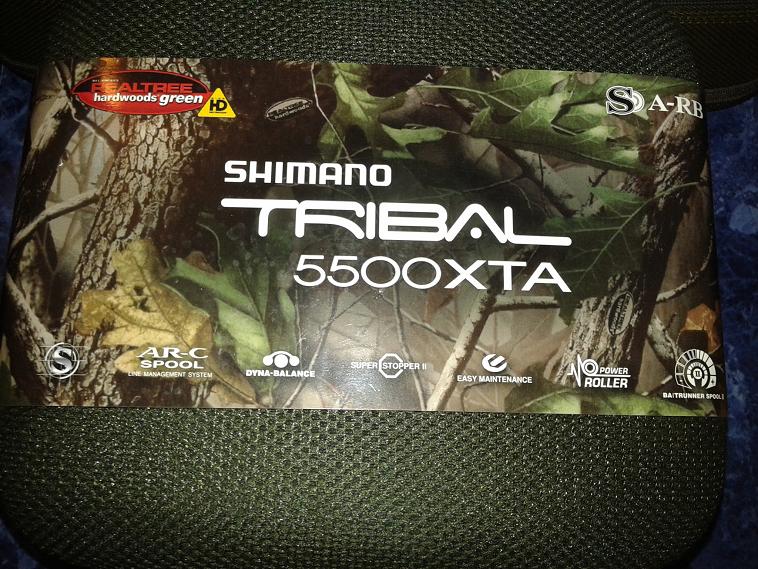 REALTREE
hardwoods green
HD
A-RB
SHIMANO
TRIBAL
5500XTA
S
AR-C
SPOOL
LINE MANAGEMENT SYSTEM
DYNA-BALANCE
SUPER STOPPER II
EASY MAINTENANCE
NO POWER
ROLLER
BAITRUNNER SPOOL